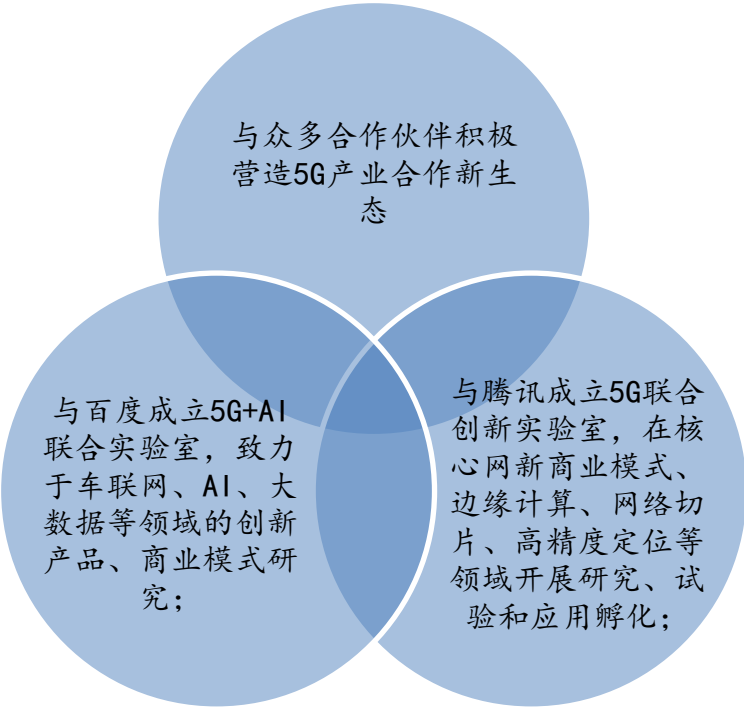 与众多合作伙伴积极
营造5G产业合作新生
态
与百度成立5G+AI
联合实验室，致力
于车联网、AI、大
数据等领域的创新
产品、商业模式研
究；
与腾讯成立5G联合
创新实验室，在核
心网新商业模式、
边缘计算、网络切
片、高精度定位等
领域开展研究、试
验和应用孵化；